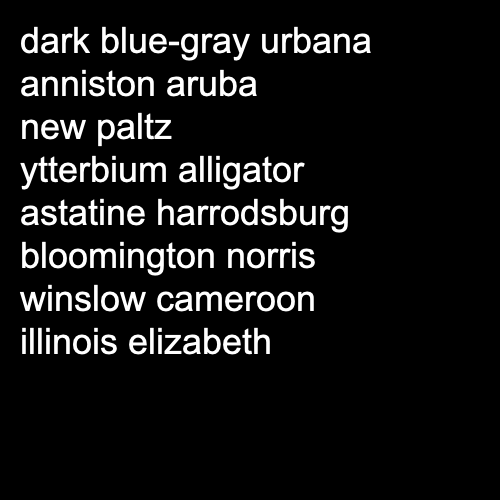 dark blue-gray urbana
anniston aruba
new paltz
ytterbium alligator
astatine harrodsburg
bloomington norris
winslow cameroon
illinois elizabeth